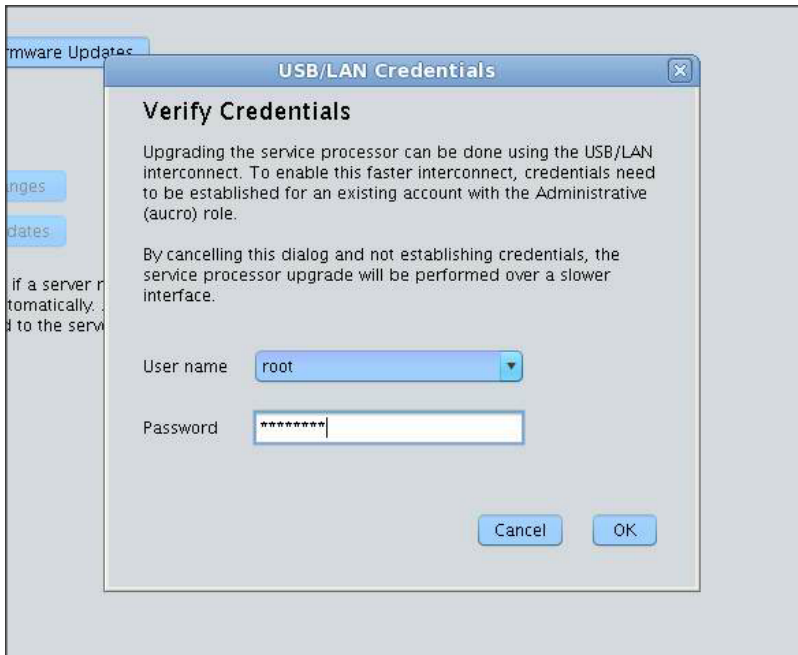 rmware Updates
USB/LAN Credentials
Verify Credentials
Upgrading the service processor can be done using the USB/LAN
interconnect. To enable this faster interconnect, credentials need
to be established for an existing account with the Administrative
(aucro) role.
By cancelling this dialog and not establishing credentials, the
service processor upgrade will be performed over a slower
interface.
anges
dates
if a server r
tomatically.
d to the serv
User name
root
Password
********
Cancel
OK